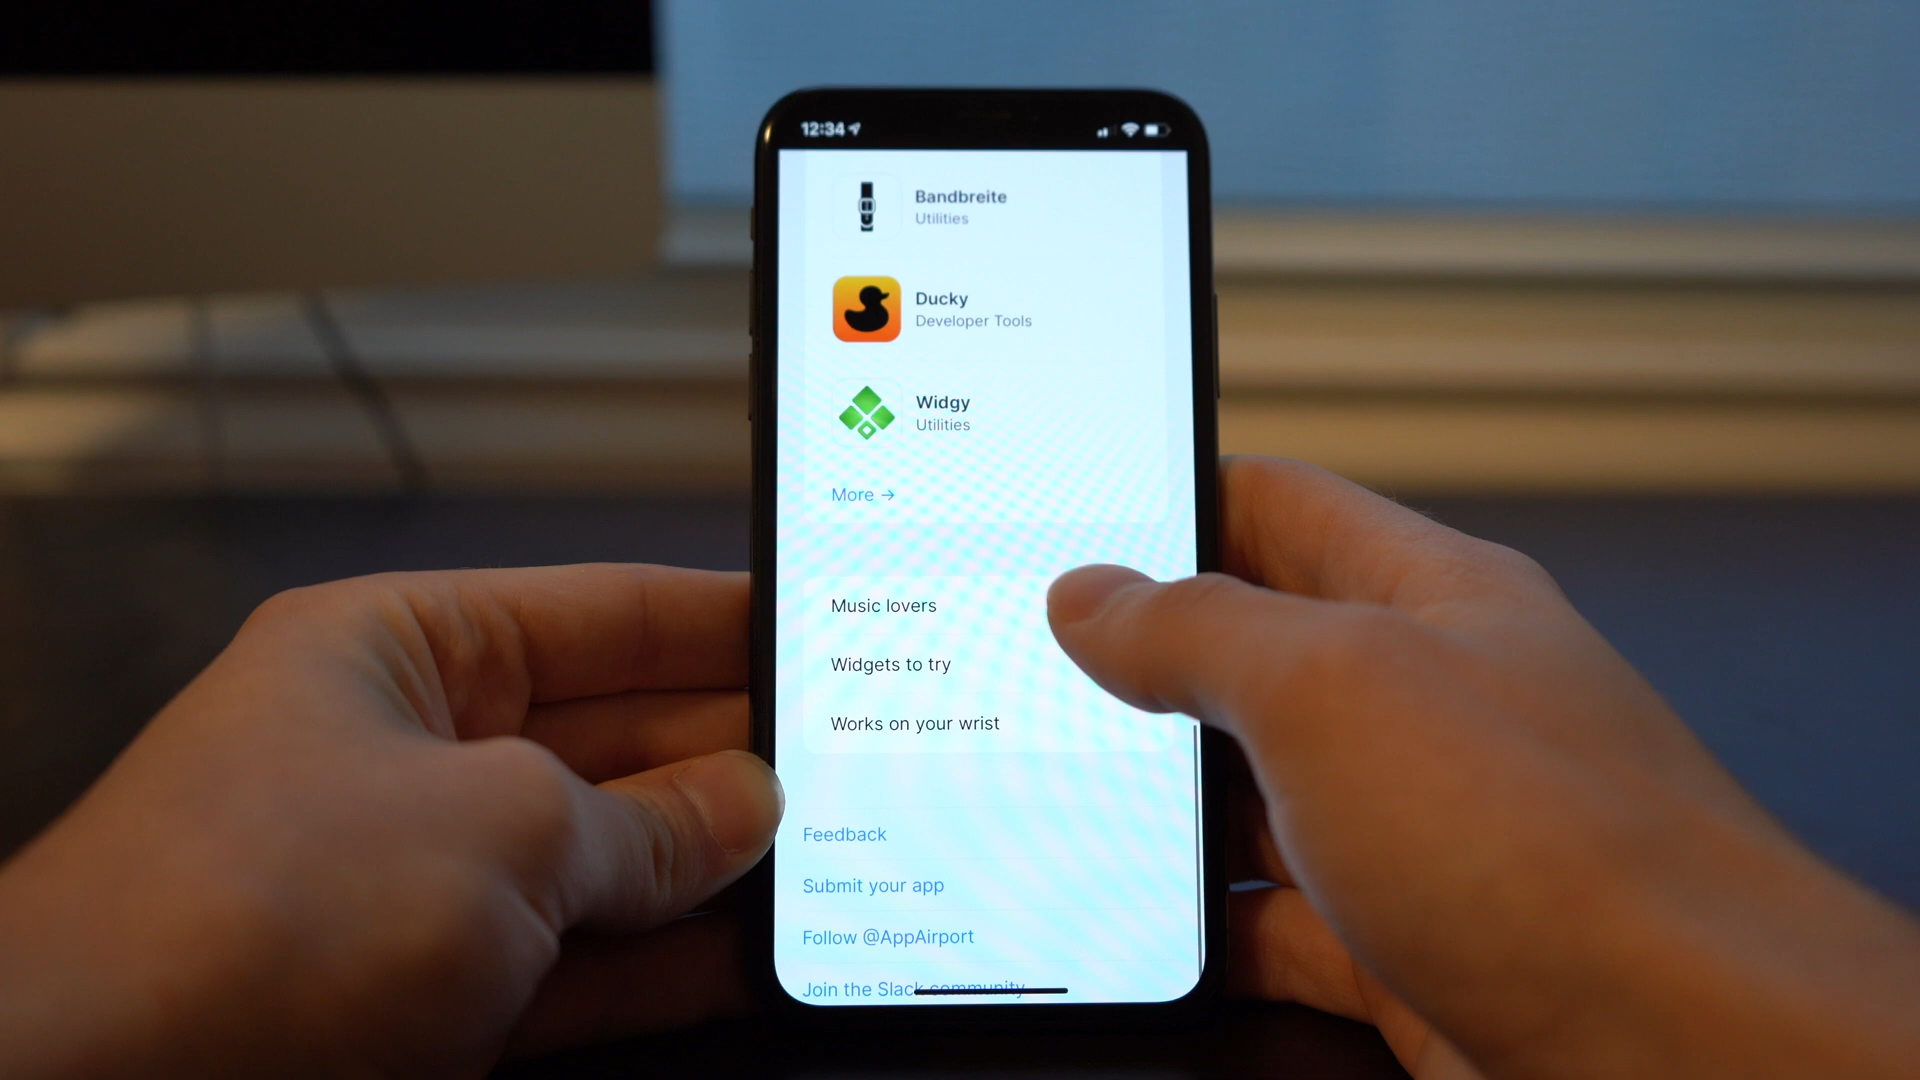 12:34
Bandbreite
Utilities
Ducky
Developer Tools
Widgy
Utilities
More →
Music lovers
Widgets to try
Works on your wrist
Feedback
Submit your app
Follow @AppAirport
Join the Slack community